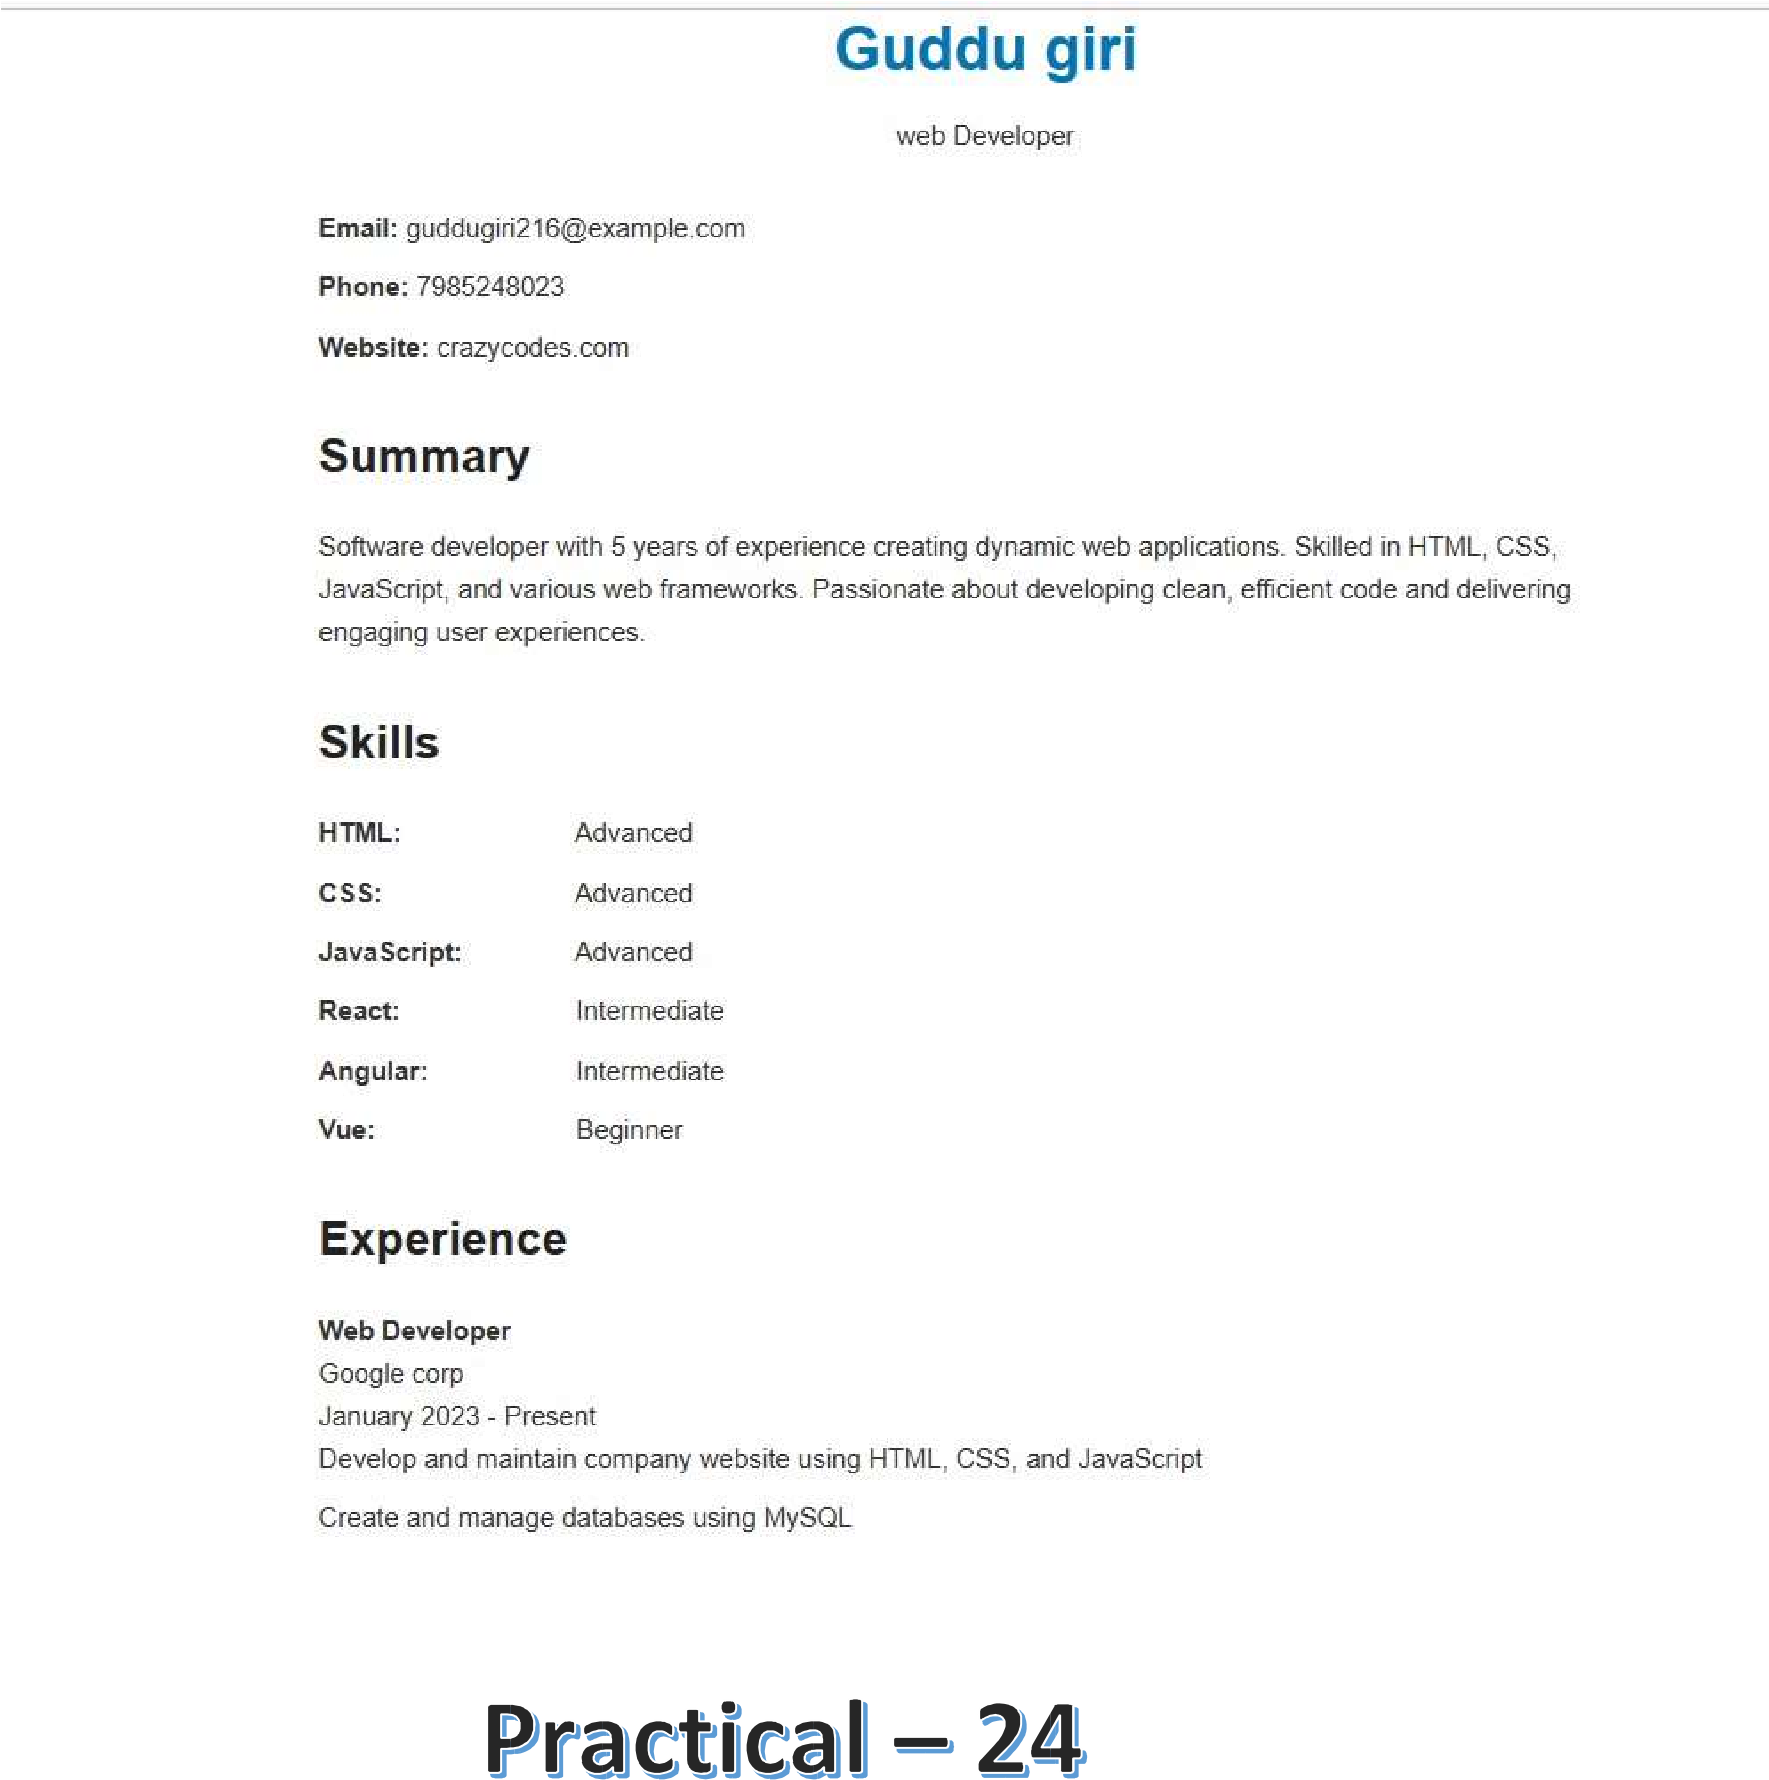 Guddu giri
web Developer
Email: guddugiri216@example.com
Phone: 7985248023
Website: crazycodes.com
Summary
Software developer with 5 years of experience creating dynamic web applications. Skilled in HTML, CSS,
JavaScript, and various web frameworks. Passionate about developing clean, efficient code and delivering
engaging user experiences.
Skills
HTML: Advanced
CSS: Advanced
JavaScript: Advanced
React: Intermediate
Angular: Intermediate
Vue: Beginner
Experience
Web Developer
Google corp
January 2023 - Present
Develop and maintain company website using HTML, CSS, and JavaScript
Create and manage databases using MySQL
Practical – 24